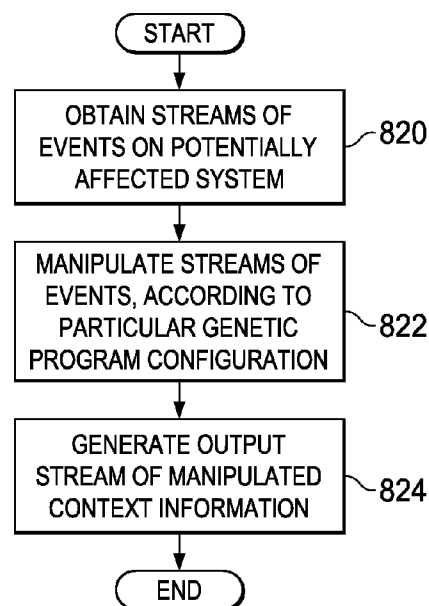 START
OBTAIN STREAMS OF
EVENTS ON POTENTIALLY
AFFECTED SYSTEM
820
MANIPULATE STREAMS OF
EVENTS, ACCORDING TO
PARTICULAR GENETIC
PROGRAM CONFIGURATION
822
GENERATE OUTPUT
STREAM OF MANIPULATED
CONTEXT INFORMATION
824
END